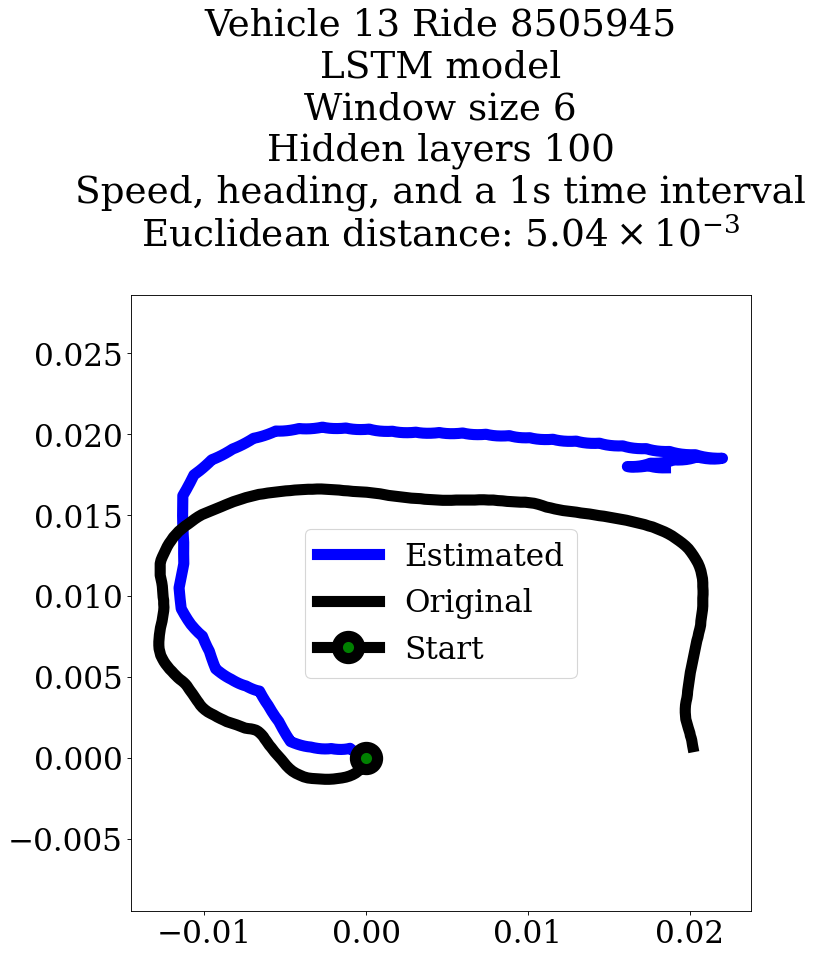 Vehicle 13 Ride 8505945
LSTM model
Window size 6
Hidden layers 100
Speed, heading, and a 1s time interval
Euclidean distance: 5.04 × 10⁻³
0.025
0.020
0.015
0.010
0.005
0.000
−0.005
Estimated
Original
Start
−0.01 0.00 0.01 0.02